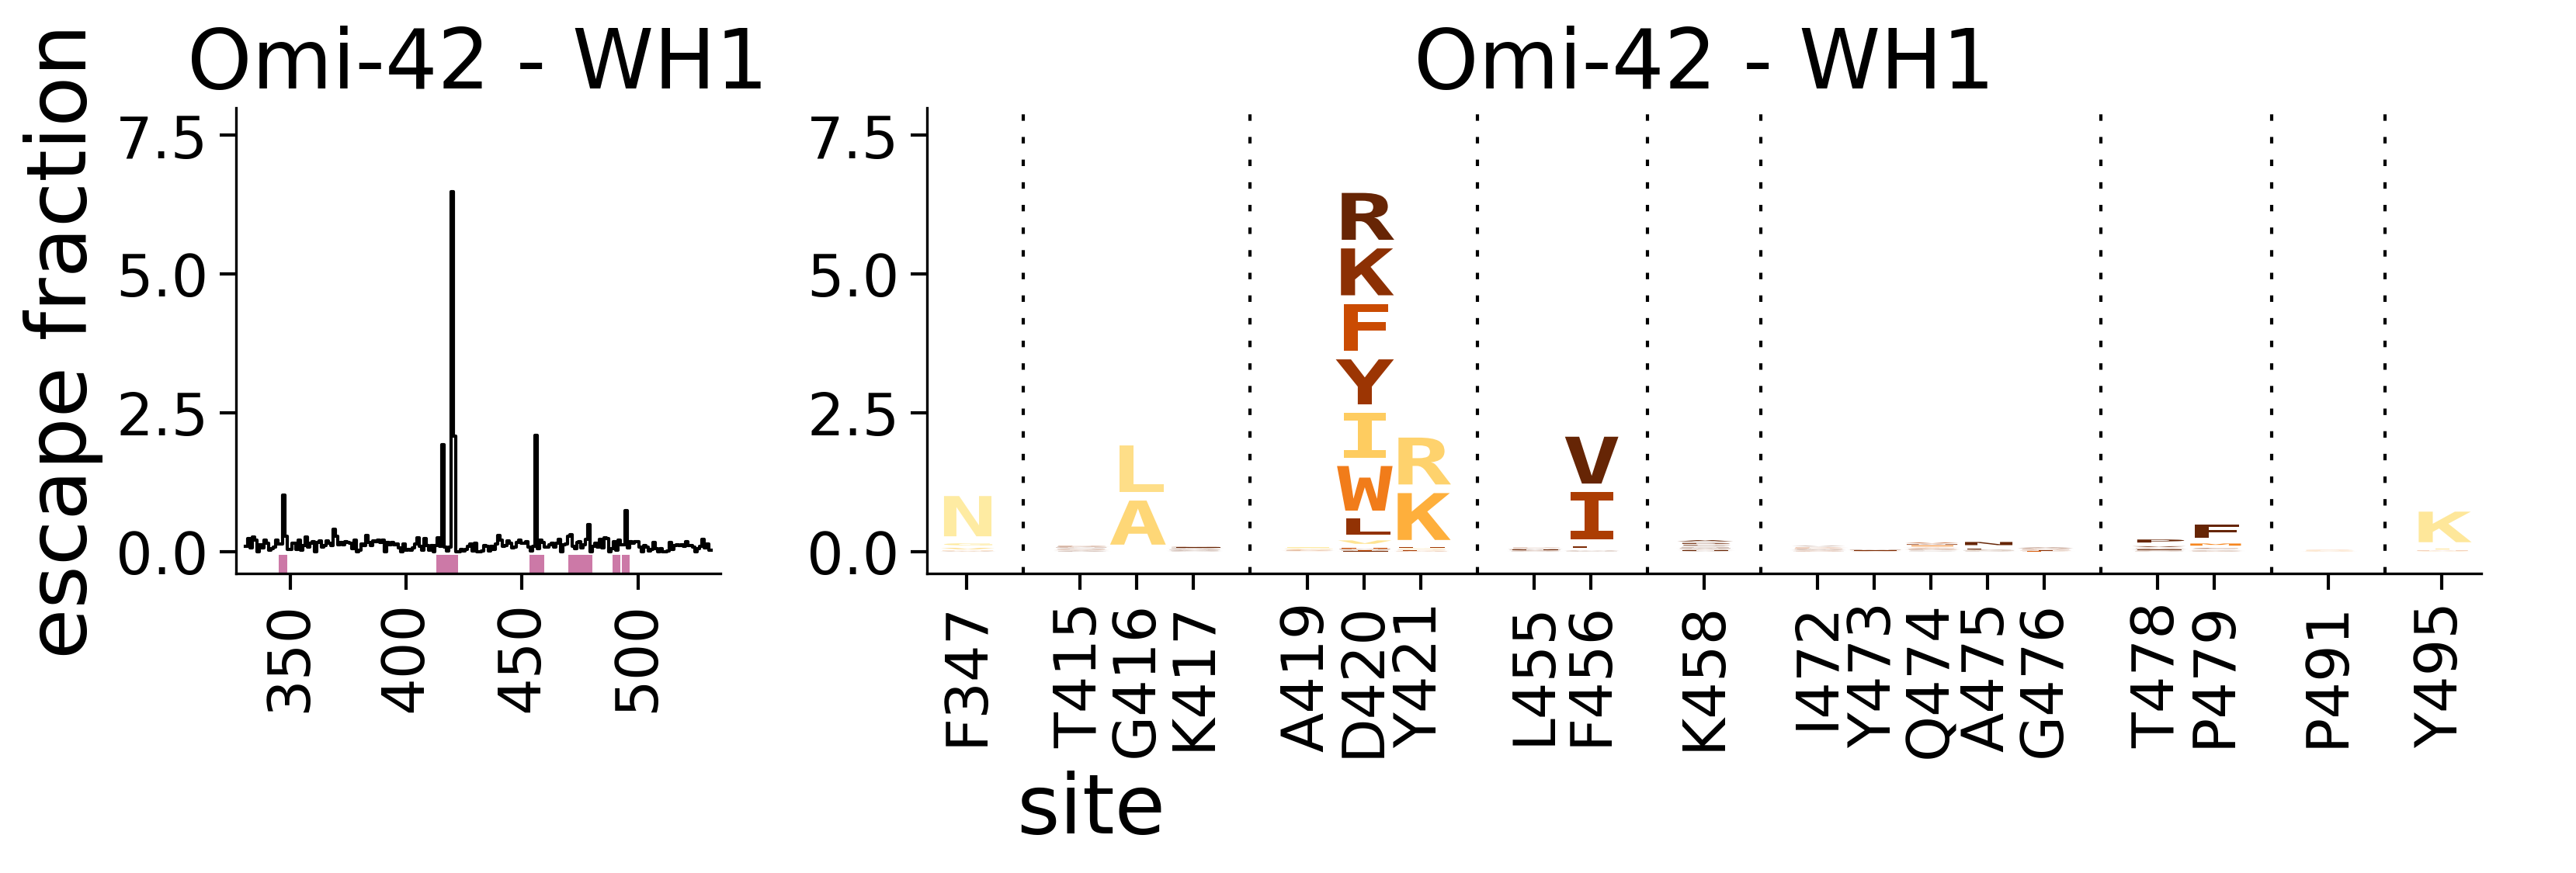 Omi-42 - WH1
Omi-42 - WH1
escape fraction
7.5
5.0
2.5
0.0
350
400
450
500
7.5
5.0
2.5
0.0
N
L
A
R
K
F
Y
I
W
L
R
K
V
I
F
K
F347
T415
G416
K417
A419
D420
Y421
L455
F456
K458
I472
Y473
Q474
A475
G476
T478
P479
P491
Y495
site